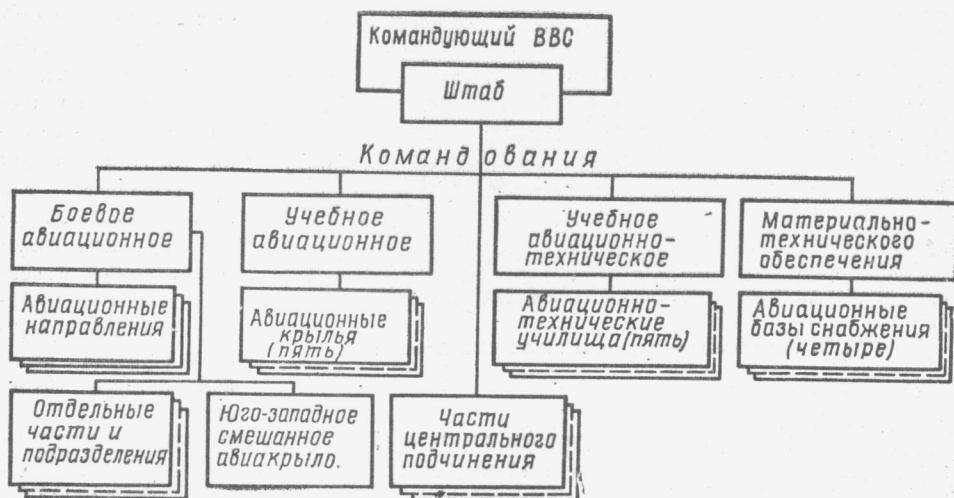 Командующий ВВС
Штаб
Командования
Боевое
авиационное
Учебное
авиационное
Учебное
авиационно-
техническое
Материально-
технического
обеспечения
Авиационные
направления
Авиационные
крылья
(пять)
Авиационно-
технические
училища (пять)
Авиационные
базы снабжения
(четыре)
Отдельные
части и
подразделения
Юго-западное
смешанное
авиакрыло.
Части
центрального
подчинения